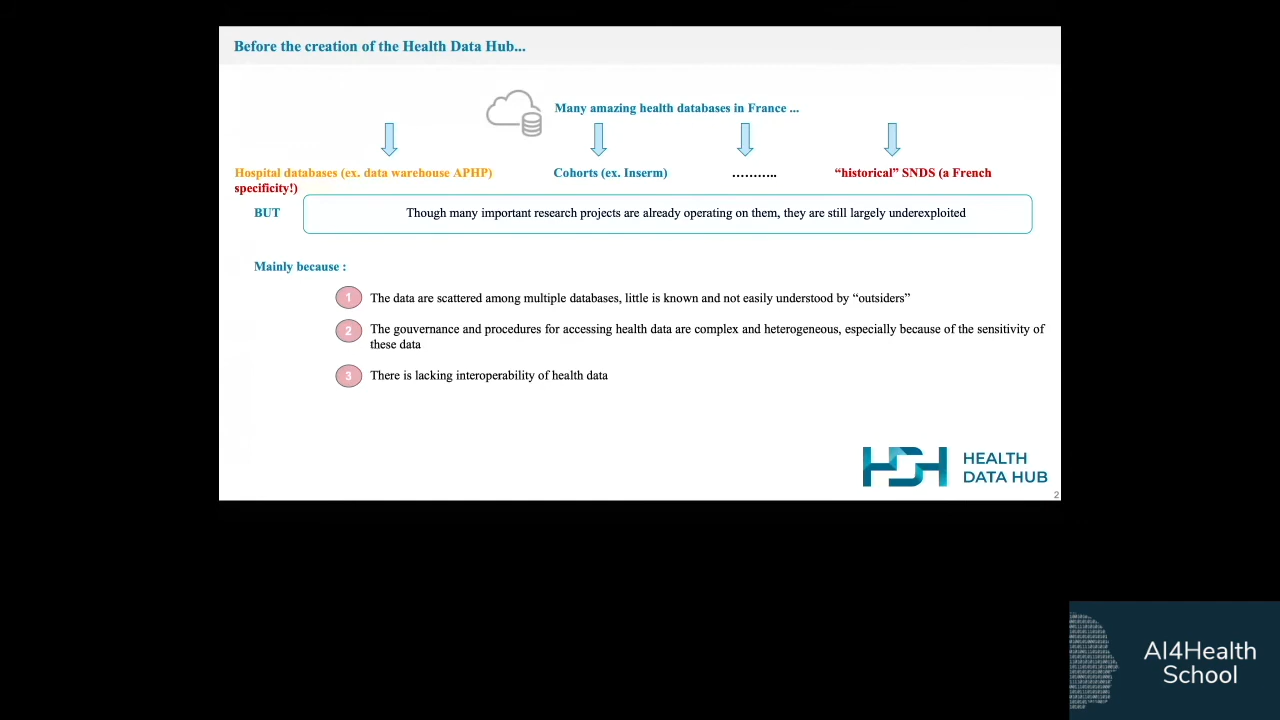 Before the creation of the Health Data Hub...
Many amazing health databases in France ...
Hospital databases (ex. data warehouse APHP) Cohorts (ex. Inserm) ……….. “historical” SNDS (a French
specificity!)
BUT Though many important research projects are already operating on them, they are still largely underexploited
Mainly because :
1 The data are scattered among multiple databases, little is known and not easily understood by “outsiders”
2 The gouvernance and procedures for accessing health data are complex and heterogeneous, especially because of the sensitivity of
these data
3 There is lacking interoperability of health data
HEALTH
DATA HUB
2
AI4Health
School